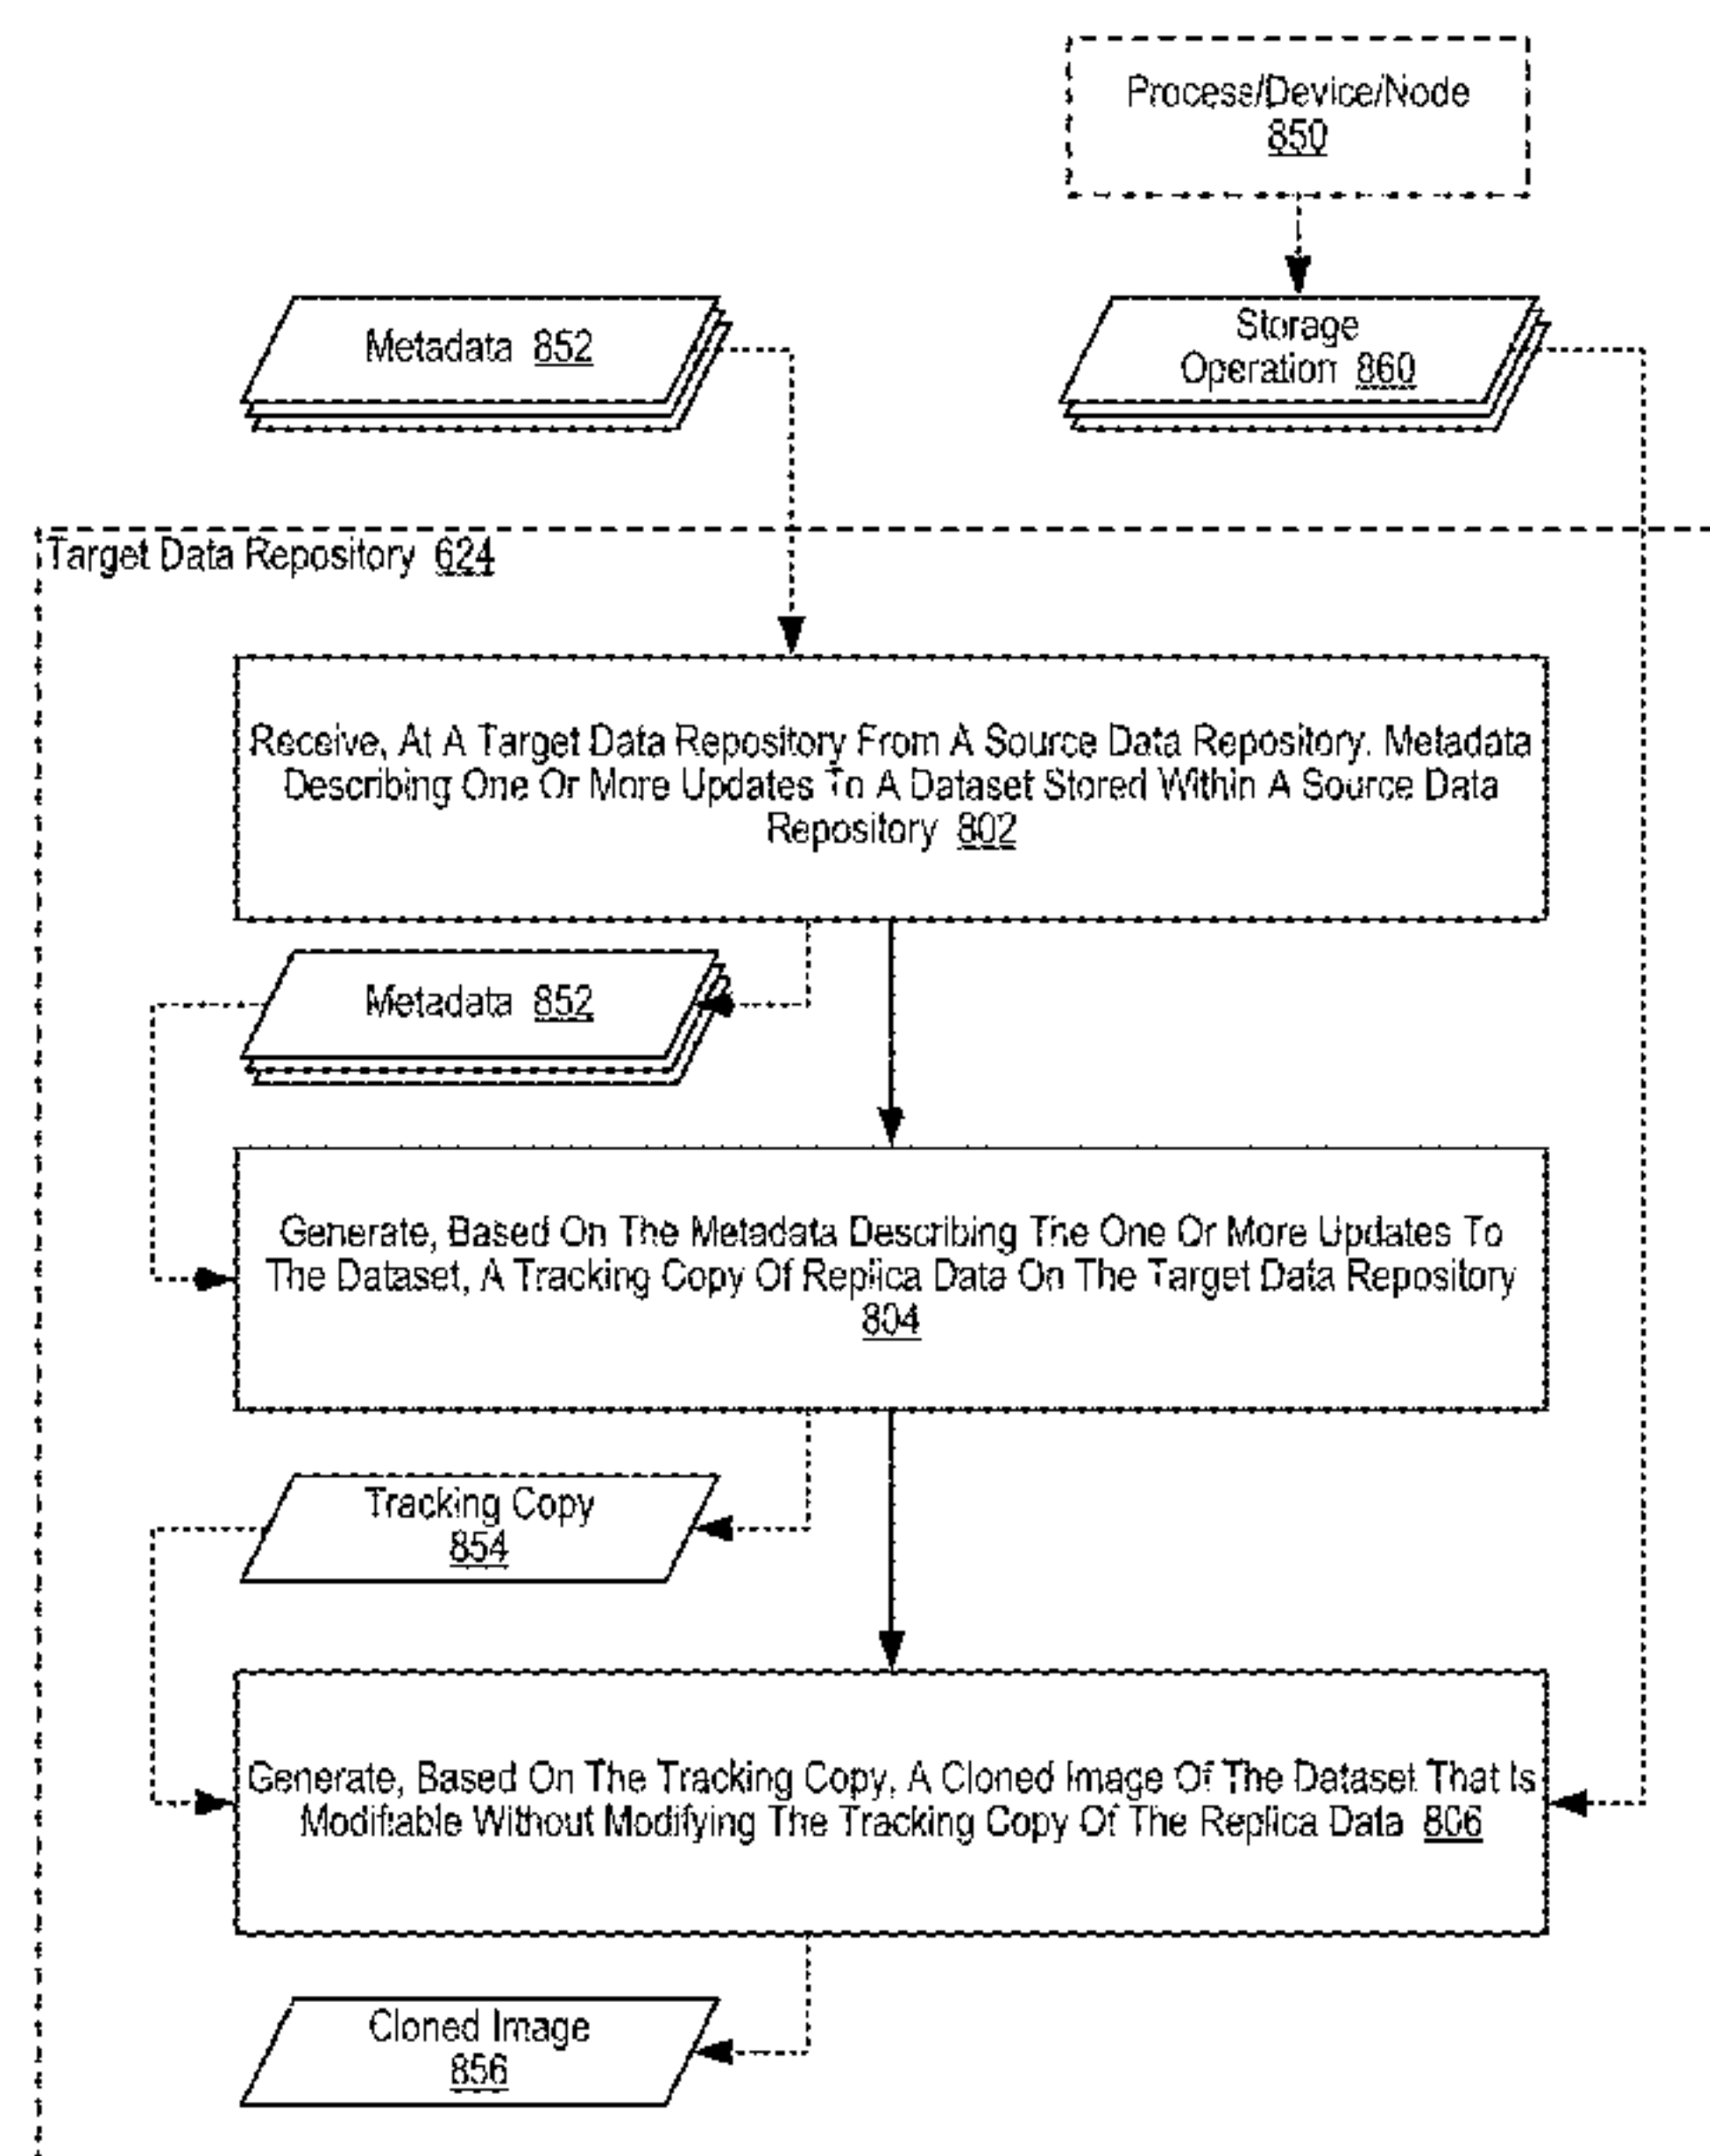 Process/Device/Node
850
Metadata 852
Storage
Operation 860
Target Data Repository 624
Receive, At A Target Data Repository From A Source Data Repository, Metadata
Describing One Or More Updates To A Dataset Stored Within A Source Data
Repository 802
Metadata 852
Generate, Based On The Metadata Describing The One Or More Updates To
The Dataset, A Tracking Copy Of Replica Data On The Target Data Repository
804
Tracking Copy
854
Generate, Based On The Tracking Copy, A Cloned Image Of The Dataset That Is
Modifiable Without Modifying The Tracking Copy Of The Replica Data 806
Cloned Image
856